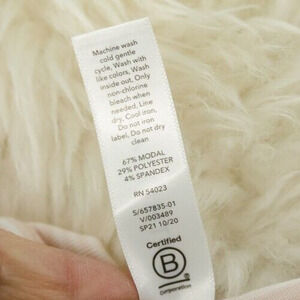 Machine wash
cold gentle
cycle, Wash with
like colors, Wash
inside out, Only
non-chlorine
bleach when
needed, Line
dry, Cool iron,
Do not iron
label, Do not dry
clean
67% MODAL
29% POLYESTER
4% SPANDEX
RN 54023
S/657835-01
V/003489
SP21 10/20
Certified
B
Corporation